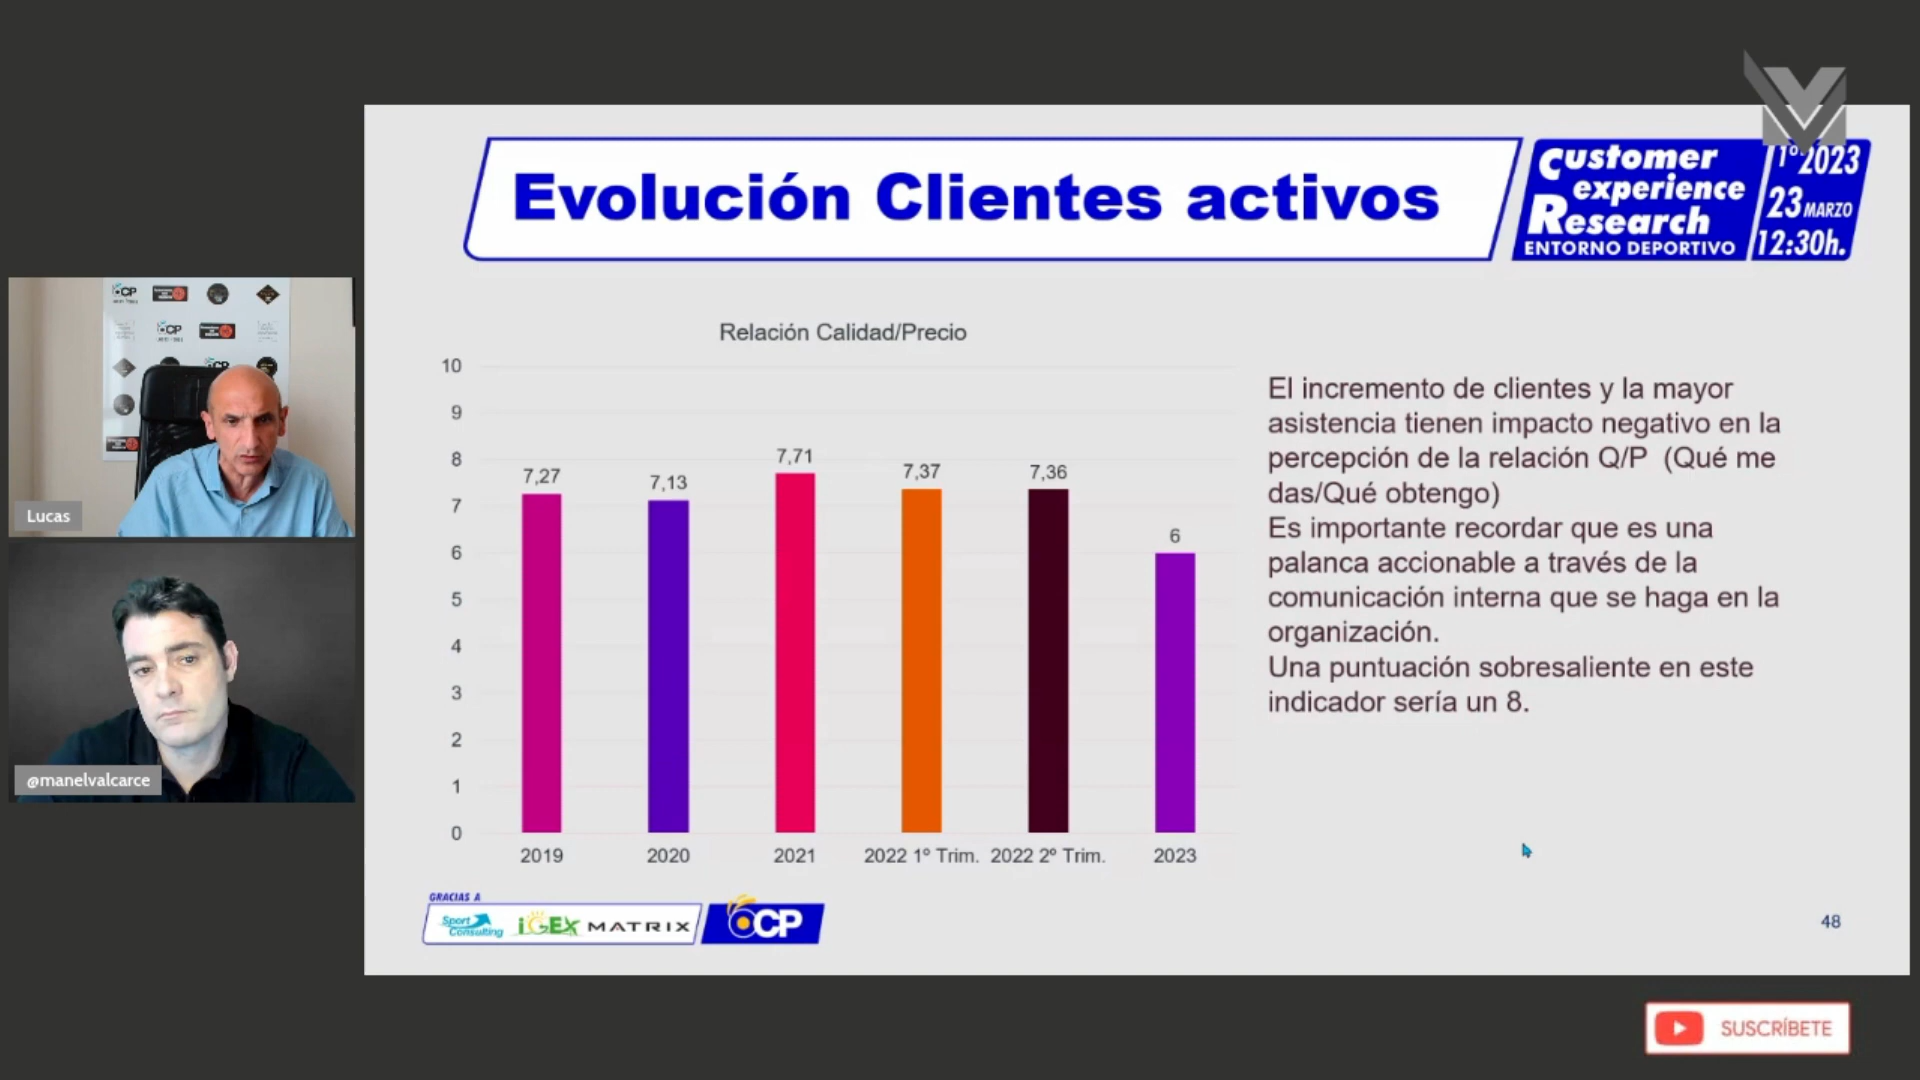 Evolución Clientes activos
Customer
experience
Research
ENTORNO DEPORTIVO
1º 2023
23 MARZO
12:30h.
Relación Calidad/Precio
10
9
8
7
6
5
4
3
2
1
0
7,27
7,13
7,71
7,37
7,36
6
2019
2020
2021
2022 1º Trim.
2022 2º Trim.
2023
El incremento de clientes y la mayor
asistencia tienen impacto negativo en la
percepción de la relación Q/P (Qué me
das/Qué obtengo)
Es importante recordar que es una
palanca accionable a través de la
comunicación interna que se haga en la
organización.
Una puntuación sobresaliente en este
indicador sería un 8.
Lucas
@manelvalcarce
GRACIAS A
Sport
Consulting
iGEX
MATRIX
CP
48
SUSCRÍBETE